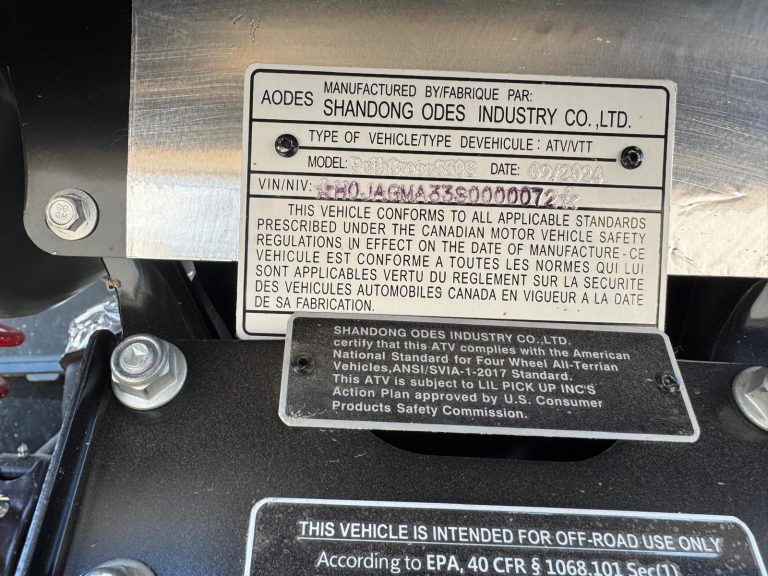 AODES MANUFACTURED BY/FABRIQUE PAR:
SHANDONG ODES INDUSTRY CO.,LTD.
TYPE OF VEHICLE/TYPE DEVEHICULE: ATV/VTT
MODEL: DATE: 09/2024
VIN/NIV: ☆H0JAGMA33S0000072☆
THIS VEHICLE CONFORMS TO ALL APPLICABLE STANDARDS
PRESCRIBED UNDER THE CANADIAN MOTOR VEHICLE SAFETY
REGULATIONS IN EFFECT ON THE DATE OF MANUFACTURE - CE
VEHICULE EST CONFORME A TOUTES LES NORMES QUI LUI
SONT APPLICABLES VERTU DU REGLEMENT SUR LA SECURITE
DES VEHICULES AUTOMOBILES CANADA EN VIGUEUR A LA DATE
DE SA FABRICATION.
SHANDONG ODES INDUSTRY CO.,LTD.
certify that this ATV complies with the American
National Standard for Four Wheel All-Terrian
Vehicles,ANSI/SVIA-1-2017 Standard.
This ATV is subject to LIL PICK UP INC'S
Action Plan approved by U.S. Consumer
Products Safety Commission.
THIS VEHICLE IS INTENDED FOR OFF-ROAD USE ONLY
According to EPA, 40 CFR § 1068.101 Sec(1)